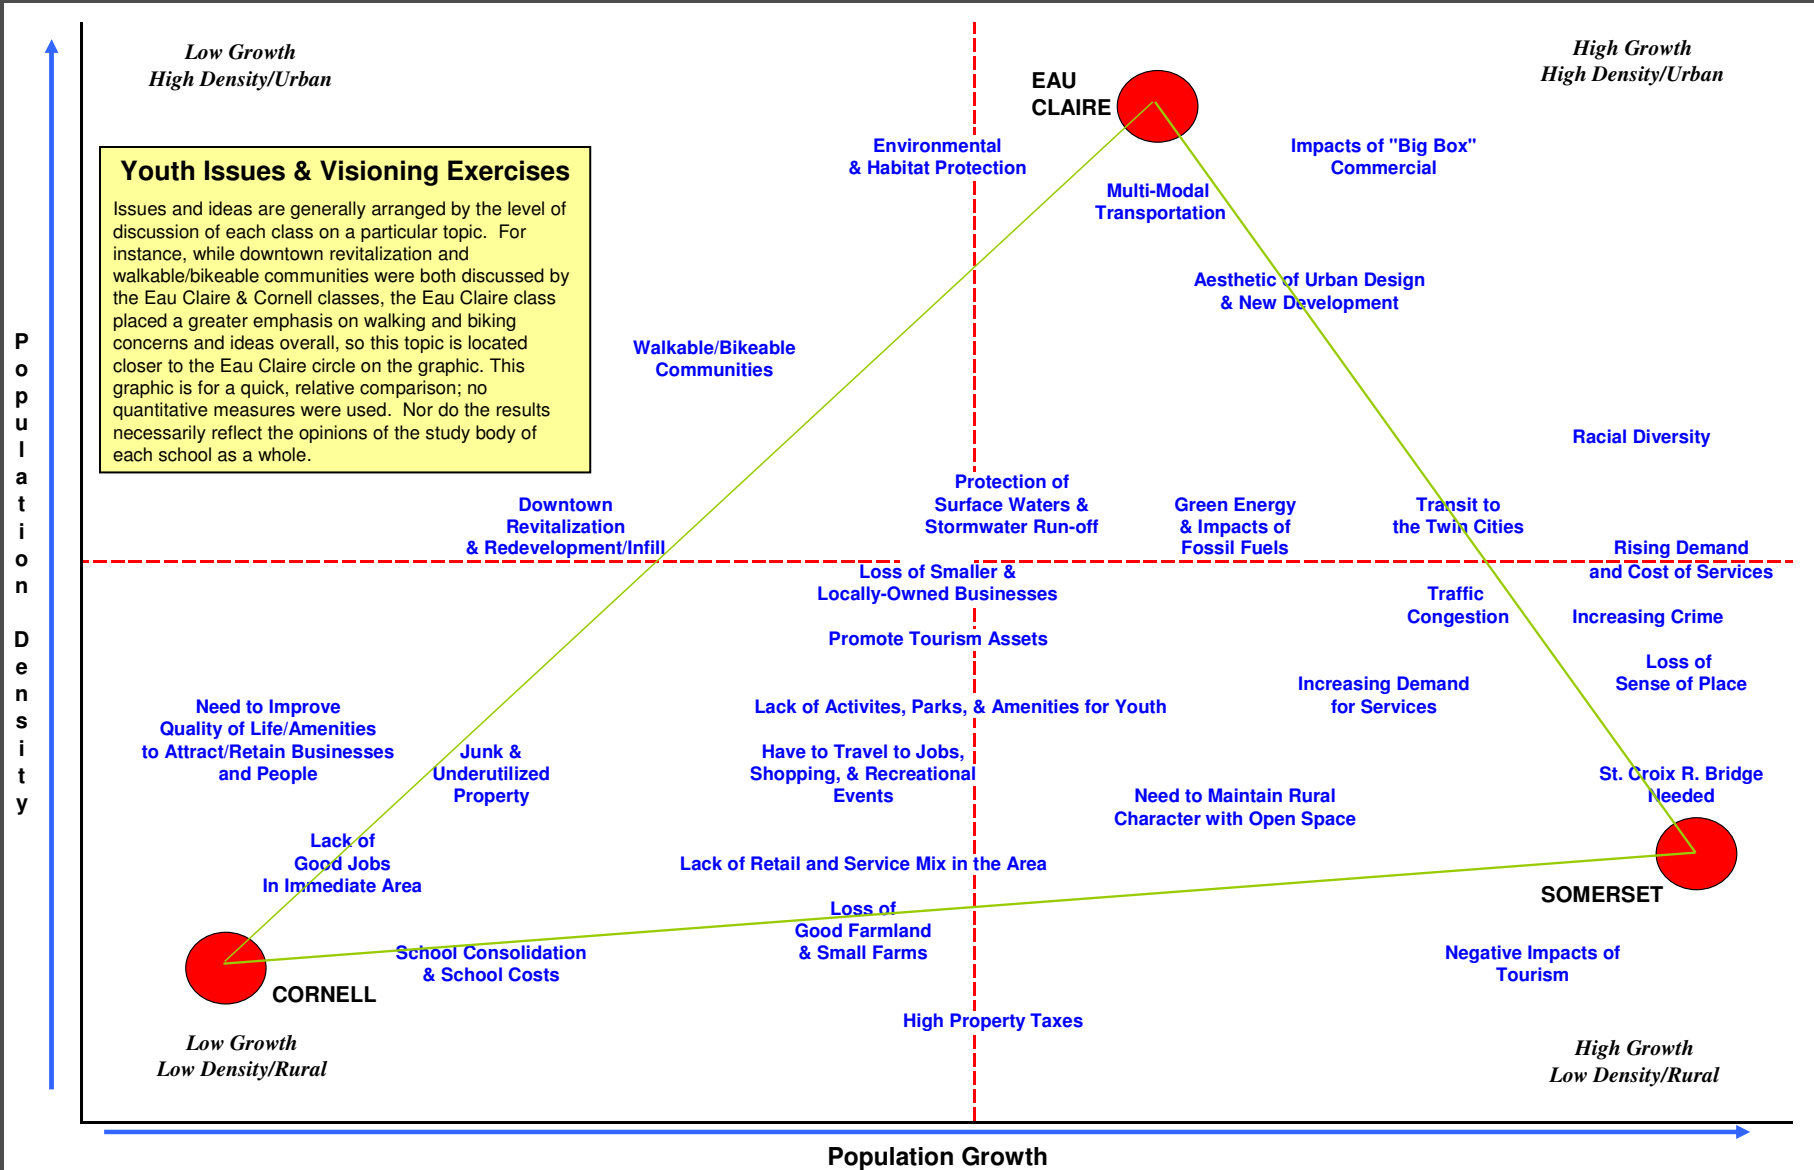 Low Growth
High Density/Urban
High Growth
High Density/Urban
EAU
CLAIRE
Youth Issues & Visioning Exercises
Issues and ideas are generally arranged by the level of
discussion of each class on a particular topic.  For
instance, while downtown revitalization and
walkable/bikeable communities were both discussed by
the Eau Claire & Cornell classes, the Eau Claire class
placed a greater emphasis on walking and biking
concerns and ideas overall, so this topic is located
closer to the Eau Claire circle on the graphic. This
graphic is for a quick, relative comparison; no
quantitative measures were used.  Nor do the results
necessarily reflect the opinions of the study body of
each school as a whole.
Environmental
& Habitat Protection
Impacts of "Big Box"
Commercial
Multi-Modal
Transportation
Aesthetic of Urban Design
& New Development
Walkable/Bikeable
Communities
Racial Diversity
Downtown
Revitalization
& Redevelopment/Infill
Protection of
Surface Waters &
Stormwater Run-off
Green Energy
& Impacts of
Fossil Fuels
Transit to
the Twin Cities
Rising Demand
and Cost of Services
Loss of Smaller &
Locally-Owned Businesses
Traffic
Congestion
Increasing Crime
Promote Tourism Assets
Loss of
Sense of Place
Increasing Demand
for Services
Need to Improve
Quality of Life/Amenities
to Attract/Retain Businesses
and People
Lack of Activites, Parks, & Amenities for Youth
Junk &
Underutilized
Property
Have to Travel to Jobs,
Shopping, & Recreational
Events
St. Croix R. Bridge
Needed
Need to Maintain Rural
Character with Open Space
Lack of
Good Jobs
In Immediate Area
Lack of Retail and Service Mix in the Area
SOMERSET
Loss of
Good Farmland
& Small Farms
School Consolidation
& School Costs
Negative Impacts of
Tourism
CORNELL
High Property Taxes
Low Growth
Low Density/Rural
High Growth
Low Density/Rural
Population Density
Population Growth